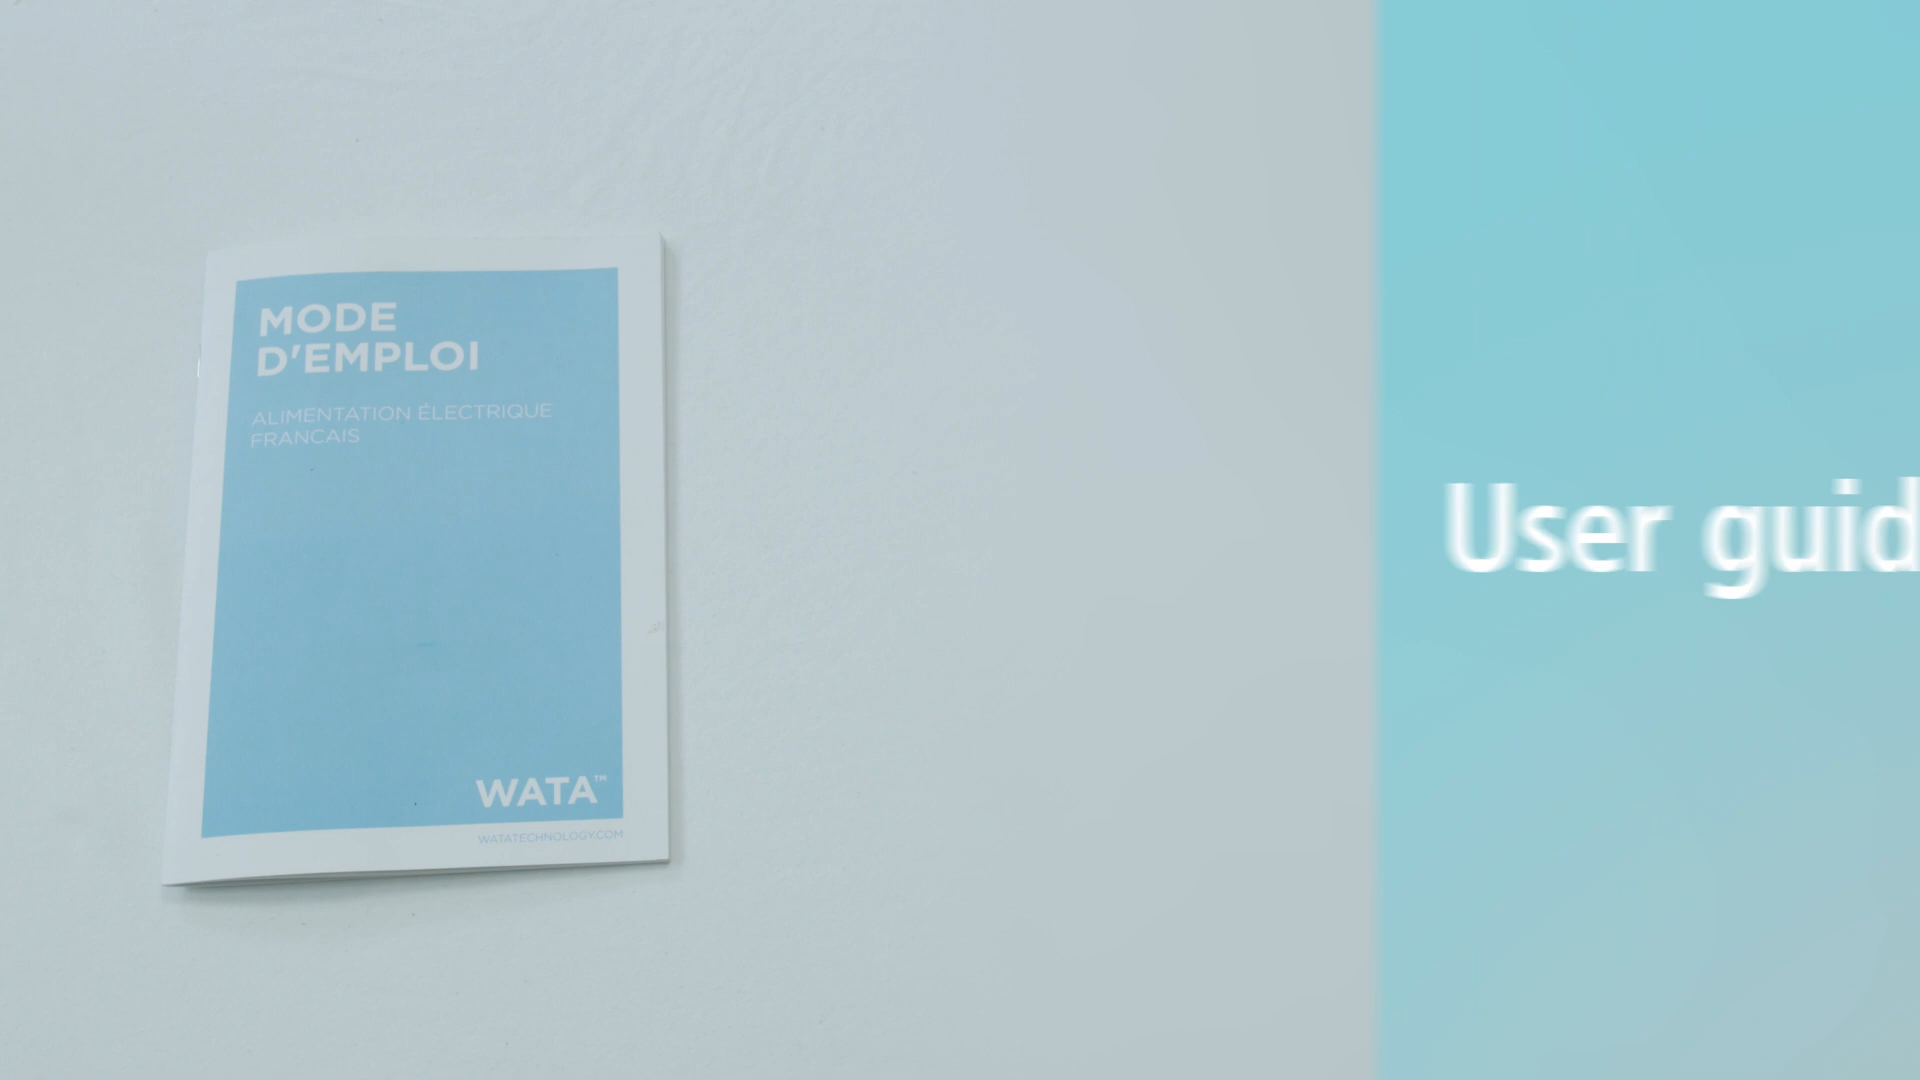 MODE
D'EMPLOI
ALIMENTATION ÉLECTRIQUE
FRANCAIS
WATA™
WATATECHNOLOGY.COM
User guid